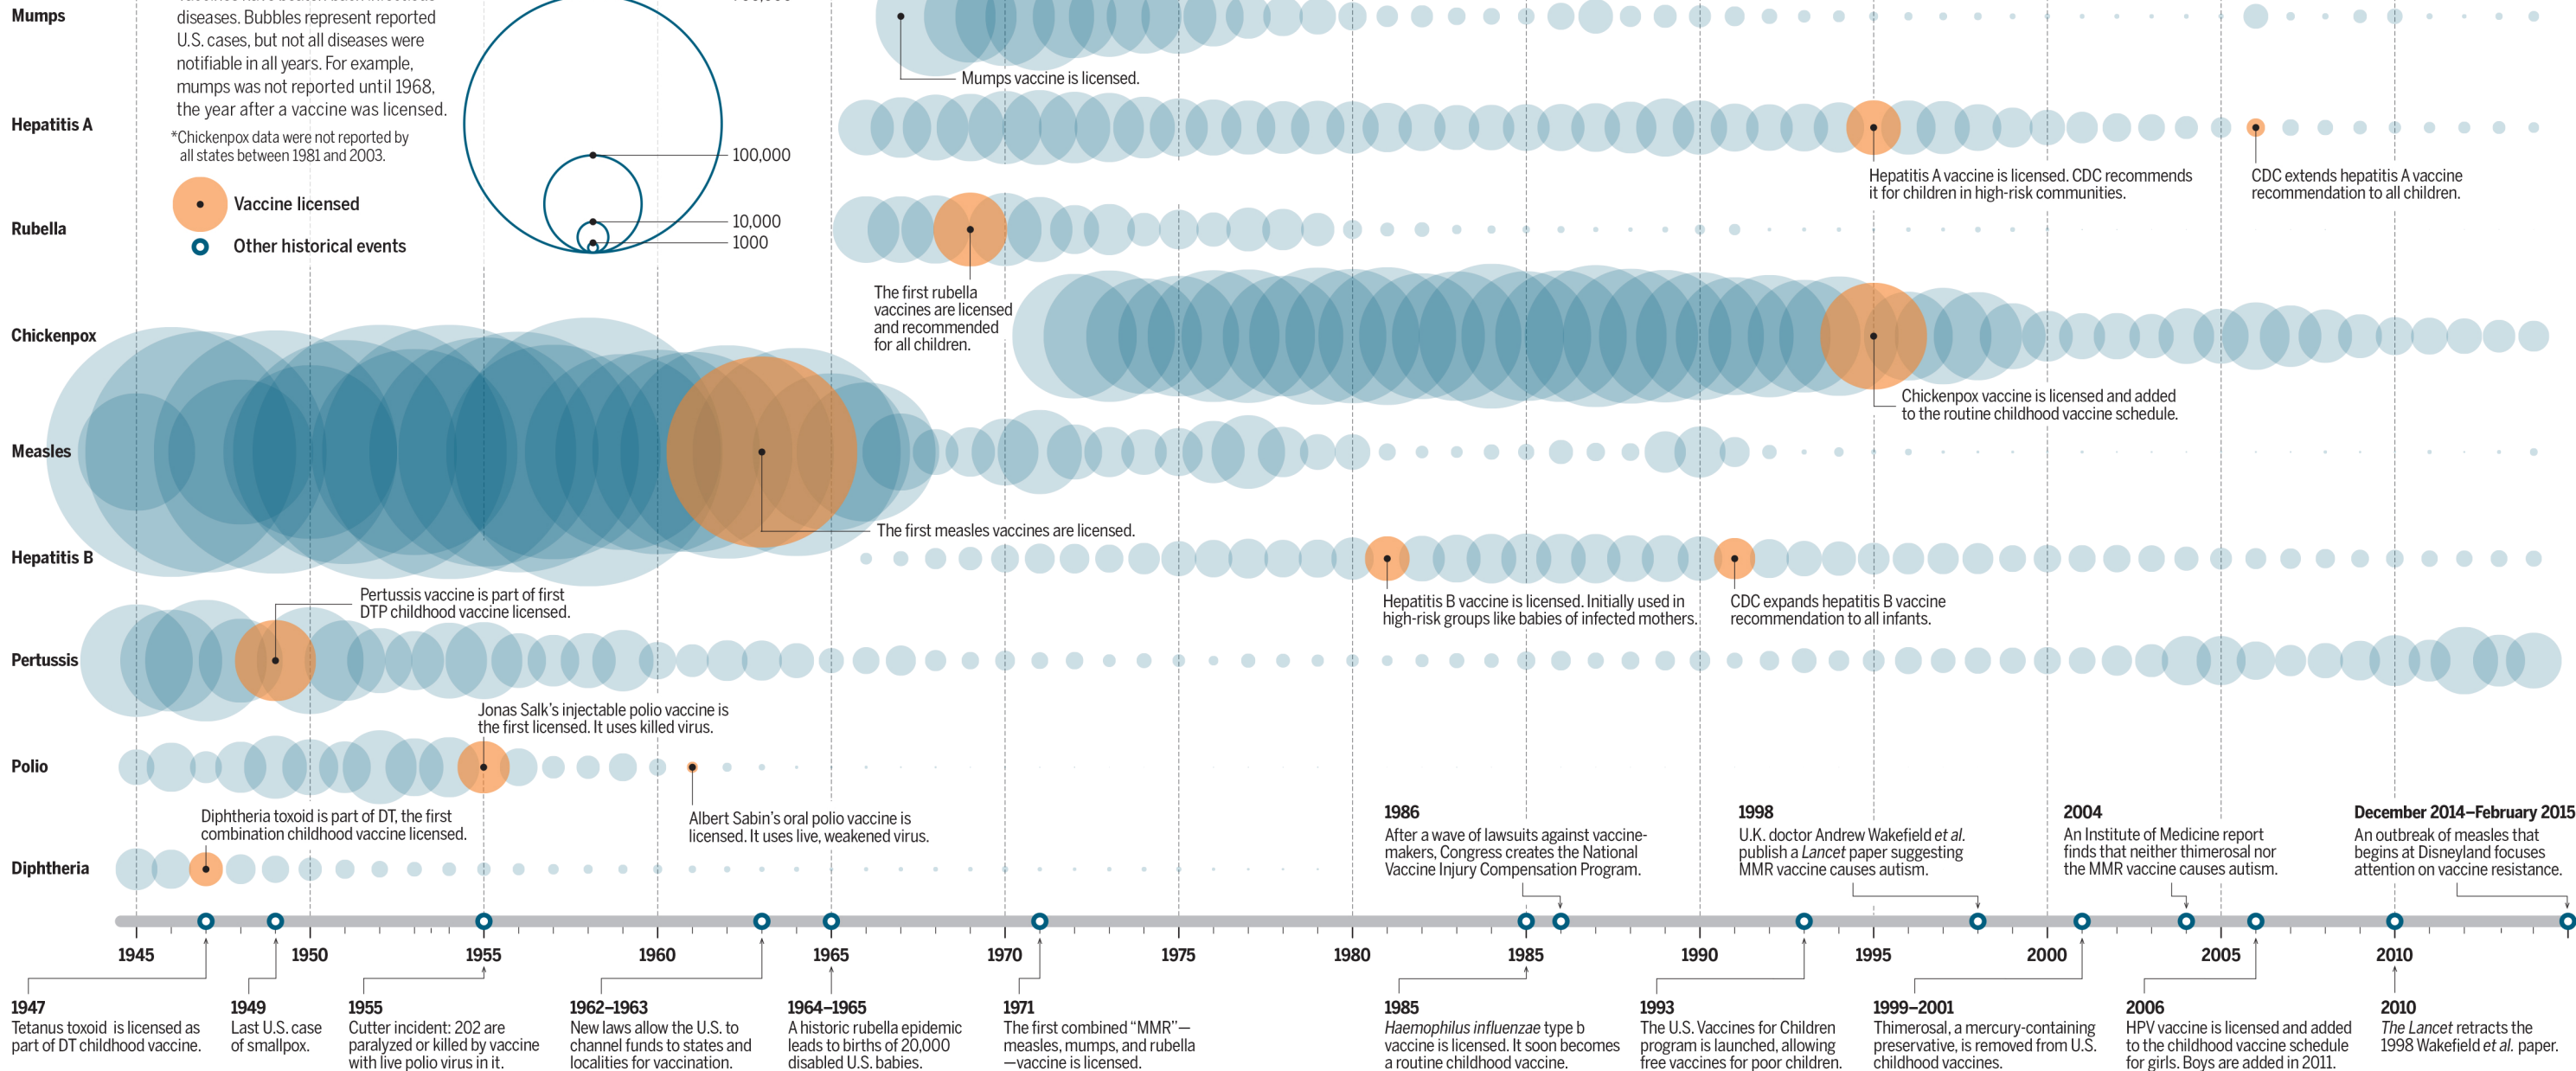 Mumps
diseases. Bubbles represent reported
U.S. cases, but not all diseases were
notifiable in all years. For example,
mumps was not reported until 1968,
the year after a vaccine was licensed.
*Chickenpox data were not reported by
all states between 1981 and 2003.
Vaccine licensed
Other historical events
100,000
10,000
1000
Mumps vaccine is licensed.
Hepatitis A
Hepatitis A vaccine is licensed. CDC recommends
it for children in high-risk communities.
CDC extends hepatitis A vaccine
recommendation to all children.
Rubella
The first rubella
vaccines are licensed
and recommended
for all children.
Chickenpox
Chickenpox vaccine is licensed and added
to the routine childhood vaccine schedule.
Measles
The first measles vaccines are licensed.
Hepatitis B
Hepatitis B vaccine is licensed. Initially used in
high-risk groups like babies of infected mothers.
CDC expands hepatitis B vaccine
recommendation to all infants.
Pertussis vaccine is part of first
DTP childhood vaccine licensed.
Pertussis
Jonas Salk's injectable polio vaccine is
the first licensed. It uses killed virus.
Polio
Albert Sabin's oral polio vaccine is
licensed. It uses live, weakened virus.
Diphtheria toxoid is part of DT, the first
combination childhood vaccine licensed.
Diphtheria
1986
After a wave of lawsuits against vaccine-
makers, Congress creates the National
Vaccine Injury Compensation Program.
1998
U.K. doctor Andrew Wakefield et al.
publish a Lancet paper suggesting
MMR vaccine causes autism.
2004
An Institute of Medicine report
finds that neither thimerosal nor
the MMR vaccine causes autism.
December 2014–February 2015
An outbreak of measles that
begins at Disneyland focuses
attention on vaccine resistance.
1945 1950 1955 1960 1965 1970 1975 1980 1985 1990 1995 2000 2005 2010
1947
Tetanus toxoid is licensed as
part of DT childhood vaccine.
1949
Last U.S. case
of smallpox.
1955
Cutter incident: 202 are
paralyzed or killed by vaccine
with live polio virus in it.
1962–1963
New laws allow the U.S. to
channel funds to states and
localities for vaccination.
1964–1965
A historic rubella epidemic
leads to births of 20,000
disabled U.S. babies.
1971
The first combined “MMR”—
measles, mumps, and rubella
—vaccine is licensed.
1985
Haemophilus influenzae type b
vaccine is licensed. It soon becomes
a routine childhood vaccine.
1993
The U.S. Vaccines for Children
program is launched, allowing
free vaccines for poor children.
1999–2001
Thimerosal, a mercury-containing
preservative, is removed from U.S.
childhood vaccines.
2006
HPV vaccine is licensed and added
to the childhood vaccine schedule
for girls. Boys are added in 2011.
2010
The Lancet retracts the
1998 Wakefield et al. paper.